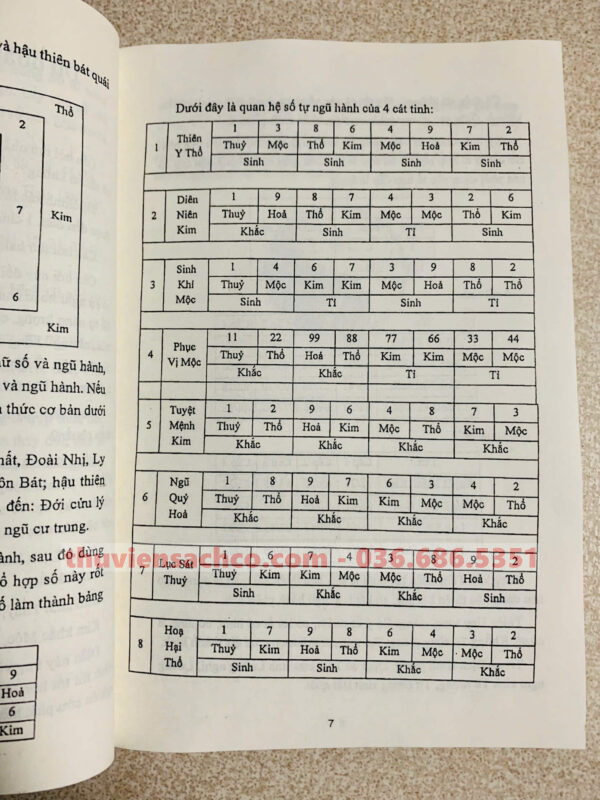 và hậu thiên bát quái
Thổ
2
7
Kim
6
Kim
ữ số và ngũ hành,
và ngũ hành. Nếu
thức cơ bản dưới
hất, Đoài Nhị, Ly
ôn Bát; hậu thiên
đến: Đới cửu lý
ngũ cư trung.
ành, sau đó dùng
ổ hợp số này rót
ố làm thành bảng
9
Hoả
6
Kim
Dưới đây là quan hệ số tự ngũ hành của 4 cát tinh:
1 Thiên Y Thổ 1 3 8 6 4 9 7 2
Thuỷ Mộc Thổ Kim Mộc Hoả Kim Thổ
Sinh Sinh Sinh Sinh
2 Diên Niên Kim 1 9 8 7 4 3 2 6
Thuỷ Hoả Thổ Kim Mộc Mộc Thổ Kim
Khắc Sinh Tỉ Sinh
3 Sinh Khí Mộc 1 4 6 7 3 9 8 2
Thuỷ Mộc Kim Kim Mộc Hoả Thổ Thổ
Sinh Tỉ Sinh Tỉ
4 Phục Vị Mộc 11 22 99 88 77 66 33 44
Thuỷ Thổ Hoả Thổ Kim Kim Mộc Mộc
Khắc Khắc Tỉ Tỉ
5 Tuyệt Mệnh Kim 1 2 9 6 4 8 7 3
Thuỷ Thổ Hoả Kim Mộc Thổ Kim Mộc
Khắc Khắc Khắc Khắc
6 Ngũ Quỷ Hoả 1 8 9 7 6 3 4 2
Thuỷ Thổ Hoả Kim Kim Mộc Mộc Thổ
Khắc Khắc Khắc Khắc
thuviensachco.com - 036.686.5351
7 Lục Sát Thuỷ 1 6 7 4 3 8 9 2
Thuỷ Kim Kim Mộc Mộc Thổ Hoả Thổ
Sinh Khắc Khắc Sinh
8 Hoạ Hại Thổ 1 7 9 8 6 4 3 2
Thuỷ Kim Hoả Thổ Kim Mộc Mộc Thổ
Sinh Sinh Khắc Khắc
7